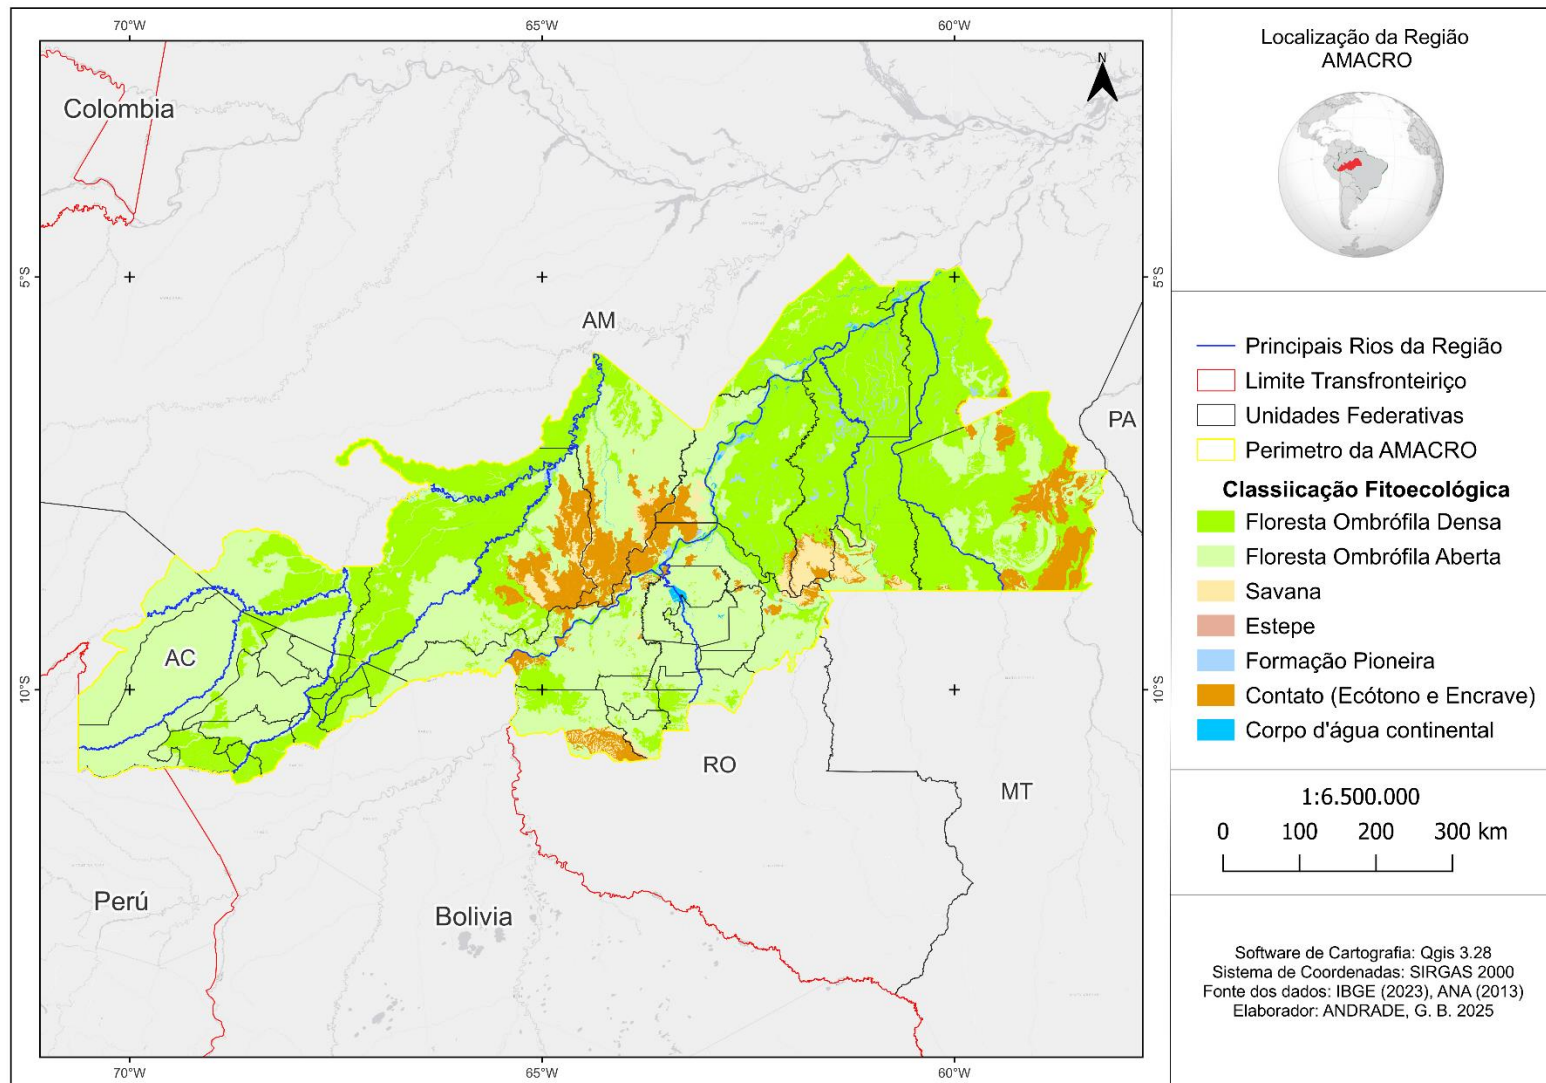 70°W
65°W
60°W
Colombia
N
5°S
5°S
AM
PA
AC
10°S
10°S
RO
MT
Perú
Bolivia
70°W
65°W
60°W
Localização da Região
AMACRO
Principais Rios da Região
Limite Transfronteiriço
Unidades Federativas
Perimetro da AMACRO
Classiicação Fitoecológica
Floresta Ombrófila Densa
Floresta Ombrófila Aberta
Savana
Estepe
Formação Pioneira
Contato (Ecótono e Encrave)
Corpo d'água continental
1:6.500.000
0 100 200 300 km
Software de Cartografia: Qgis 3.28
Sistema de Coordenadas: SIRGAS 2000
Fonte dos dados: IBGE (2023), ANA (2013)
Elaborador: ANDRADE, G. B. 2025